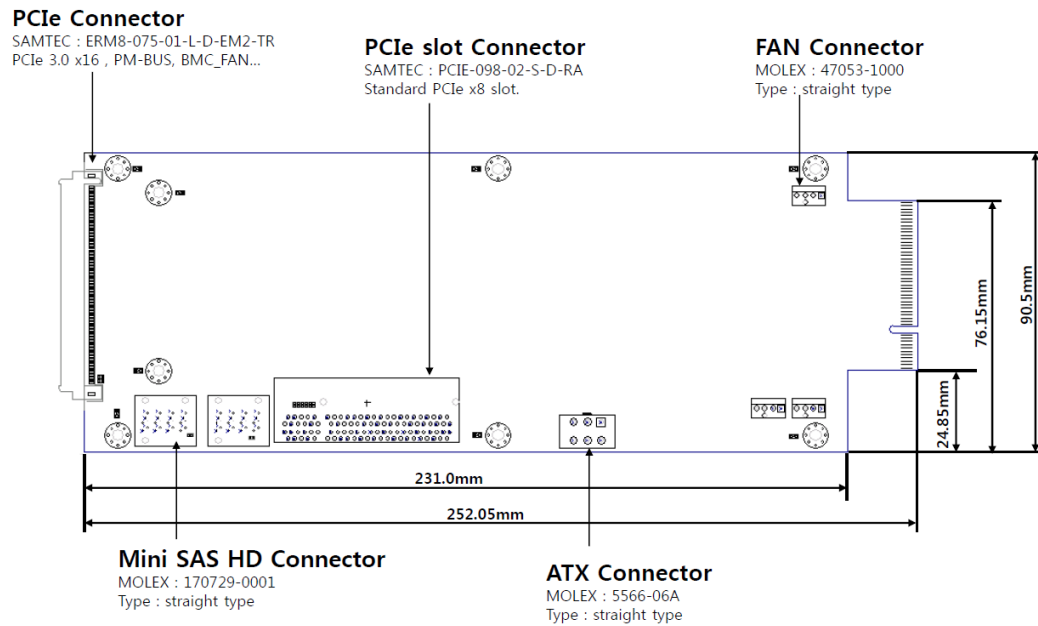 PCIe Connector
SAMTEC : ERM8-075-01-L-D-EM2-TR
PCIe 3.0 x16 , PM-BUS, BMC_FAN...
PCIe slot Connector
SAMTEC : PCIE-098-02-S-D-RA
Standard PCIe x8 slot.
FAN Connector
MOLEX : 47053-1000
Type : straight type
90.5mm
76.15mm
24.85mm
231.0mm
252.05mm
Mini SAS HD Connector
MOLEX : 170729-0001
Type : straight type
ATX Connector
MOLEX : 5566-06A
Type : straight type